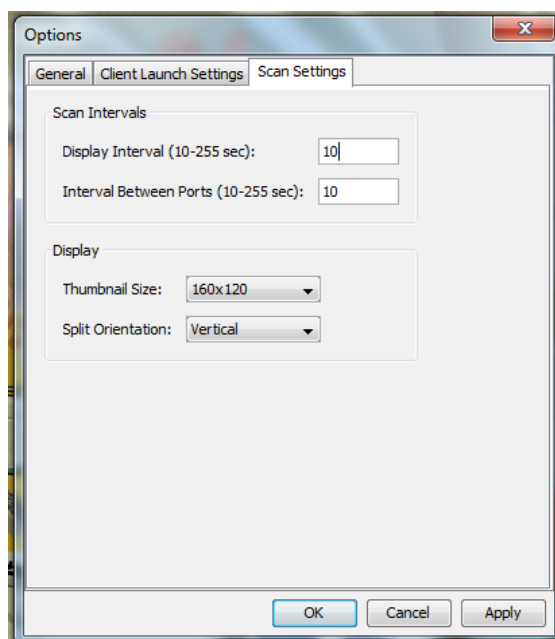 Options
General Client Launch Settings Scan Settings
Scan Intervals
Display Interval (10-255 sec): 10
Interval Between Ports (10-255 sec): 10
Display
Thumbnail Size: 160x120
Split Orientation: Vertical
OK Cancel Apply